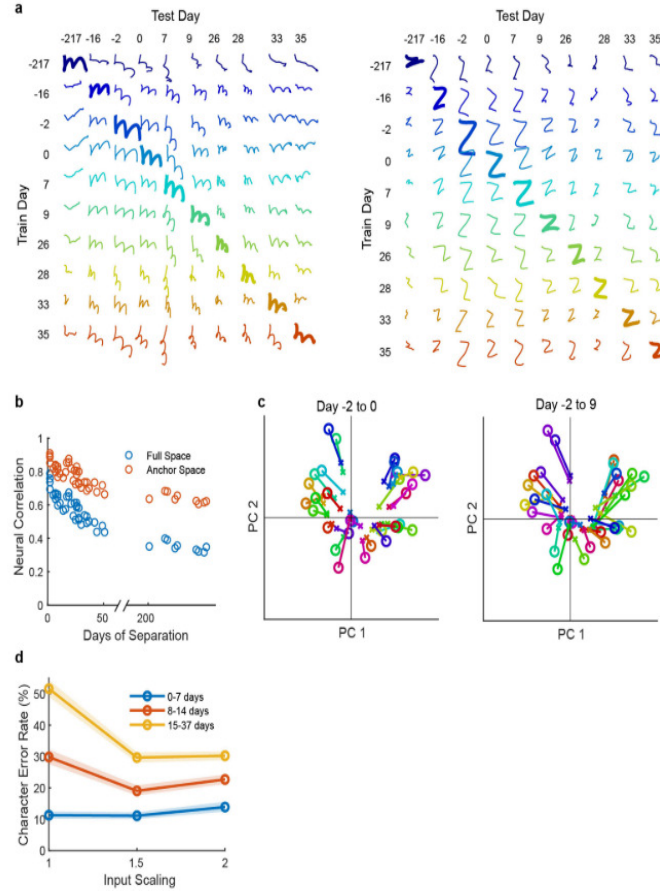 a
Test Day
-217 -16 -2 0 7 9 26 28 33 35
Train Day
-217
-16
-2
0
7
9
26
28
33
35
Test Day
-217 -16 -2 0 7 9 26 28 33 35
Train Day
-217
-16
-2
0
7
9
26
28
33
35
b
Neural Correlation
1
0.8
0.6
0.4
0.2
0
Full Space
Anchor Space
0 50 200
Days of Separation
c
Day -2 to 0
PC 2
PC 1
Day -2 to 9
PC 2
PC 1
d
Character Error Rate (%)
50
40
30
20
10
0
0-7 days
8-14 days
15-37 days
1 1.5 2
Input Scaling